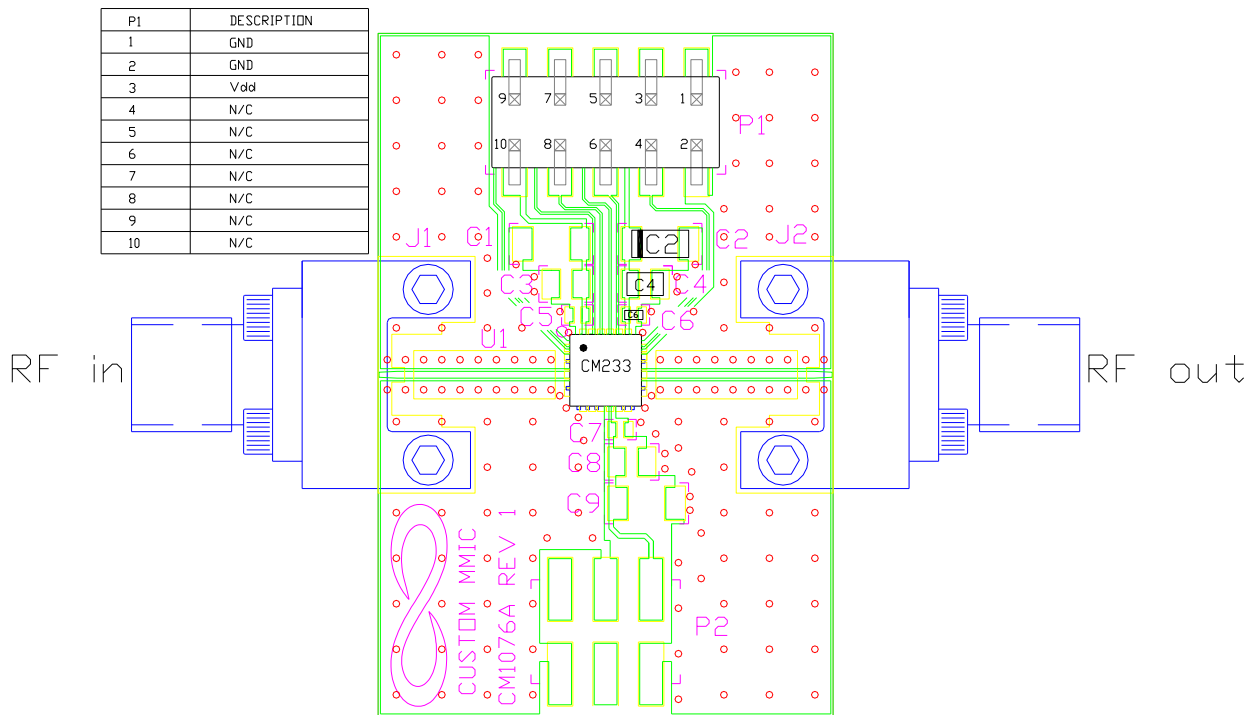 P1 DESCRIPTION
1 GND
2 GND
3 Vdd
4 N/C
5 N/C
6 N/C
7 N/C
8 N/C
9 N/C
10 N/C
9 7 5 3 1
P1
10 8 6 4 2
J1 C1 C2 C2 J2
C3 C4 C4
C5 C6 C6
U1
RF in
CM233
RF out
C7
C8
C9
CUSTOM MMIC
CM1076A REV 1
P2